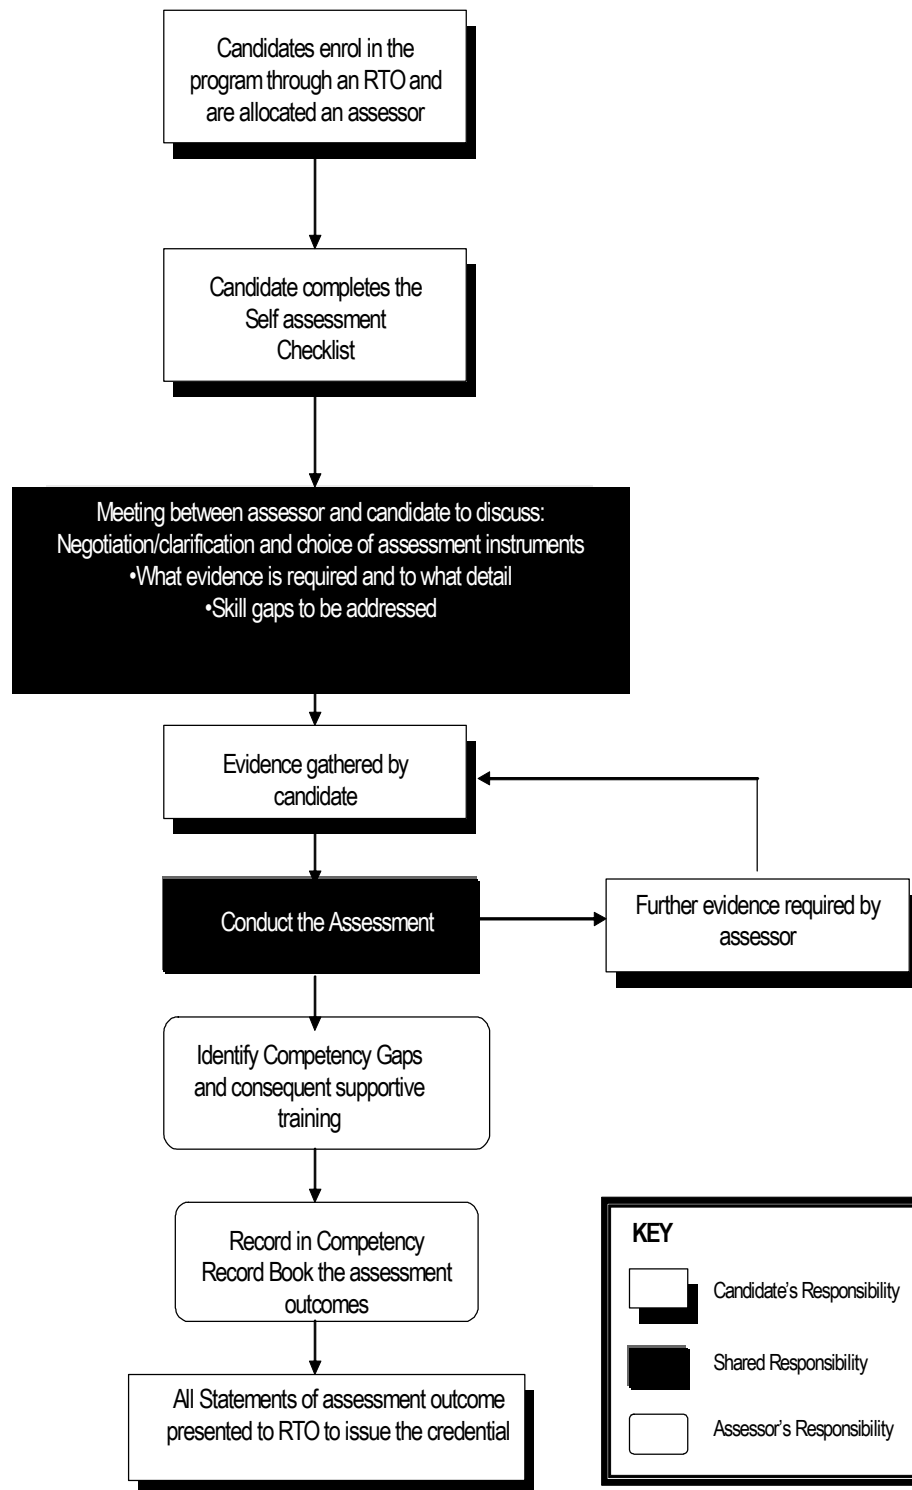 Candidates enrol in the
program through an RTO and
are allocated an assessor
Candidate completes the
Self assessment
Checklist
Meeting between assessor and candidate to discuss:
Negotiation/clarification and choice of assessment instruments
•What evidence is required and to what detail
•Skill gaps to be addressed
Evidence gathered by
candidate
Conduct the Assessment
Further evidence required by
assessor
Identify Competency Gaps
and consequent supportive
training
Record in Competency
Record Book the assessment
outcomes
All Statements of assessment outcome
presented to RTO to issue the credential
KEY
Candidate's Responsibility
Shared Responsibility
Assessor's Responsibility